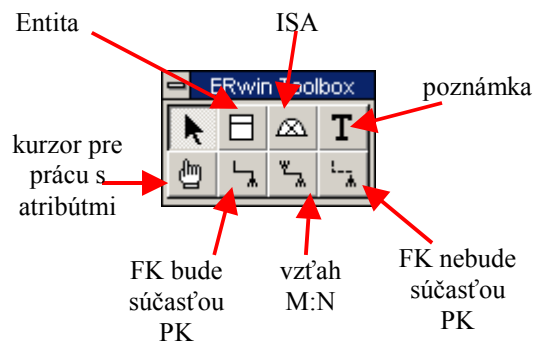 Entita
ISA
ERwin Toolbox
poznámka
T
kurzor pre
prácu s
atribútmi
FK bude
súčasťou
PK
vzťah
M:N
FK nebude
súčasťou
PK